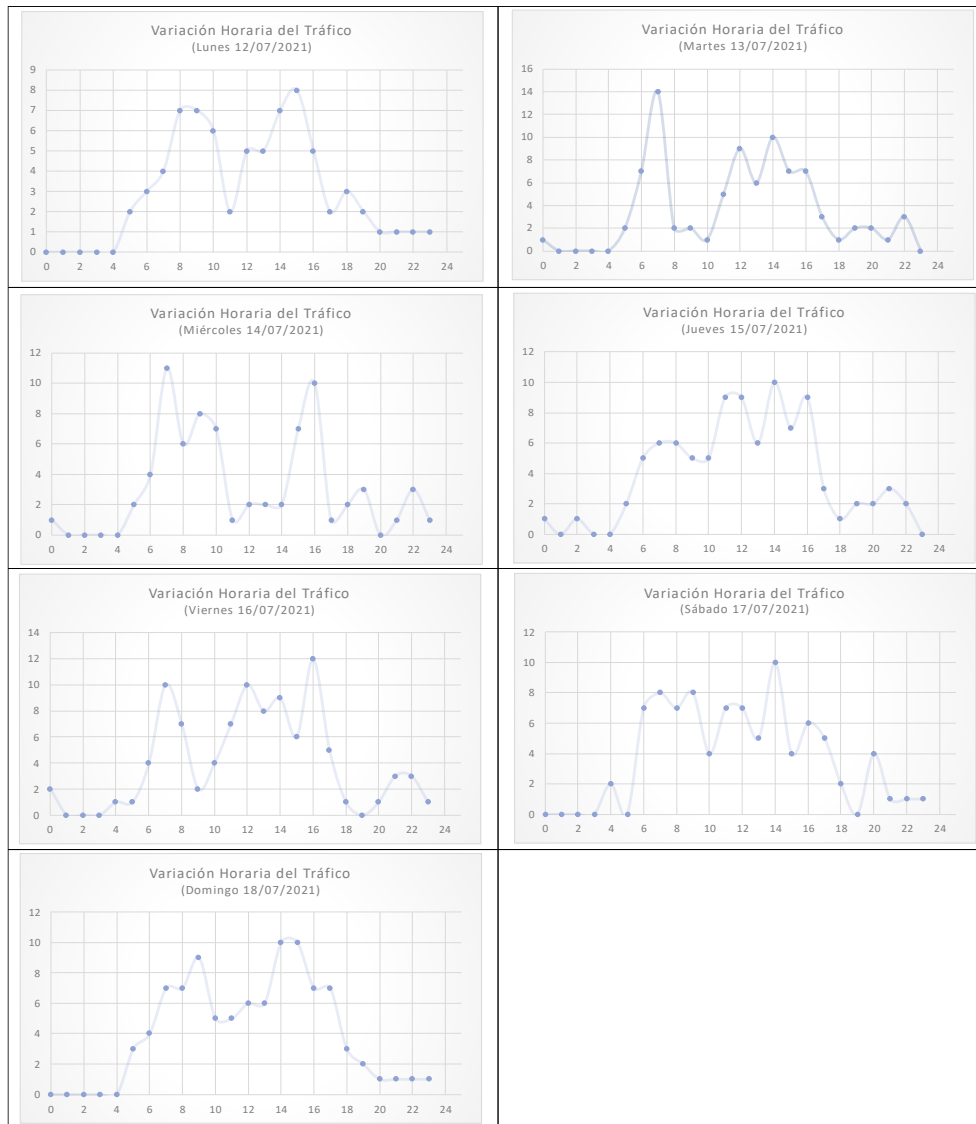 Variación Horaria del Tráfico
(Lunes 12/07/2021)
9
8
7
6
5
4
3
2
1
0
0 2 4 6 8 10 12 14 16 18 20 22 24
Variación Horaria del Tráfico
(Martes 13/07/2021)
16
14
12
10
8
6
4
2
0
0 2 4 6 8 10 12 14 16 18 20 22 24
Variación Horaria del Tráfico
(Miércoles 14/07/2021)
12
10
8
6
4
2
0
0 2 4 6 8 10 12 14 16 18 20 22 24
Variación Horaria del Tráfico
(Jueves 15/07/2021)
12
10
8
6
4
2
0
0 2 4 6 8 10 12 14 16 18 20 22 24
Variación Horaria del Tráfico
(Viernes 16/07/2021)
14
12
10
8
6
4
2
0
0 2 4 6 8 10 12 14 16 18 20 22 24
Variación Horaria del Tráfico
(Sábado 17/07/2021)
12
10
8
6
4
2
0
0 2 4 6 8 10 12 14 16 18 20 22 24
Variación Horaria del Tráfico
(Domingo 18/07/2021)
12
10
8
6
4
2
0
0 2 4 6 8 10 12 14 16 18 20 22 24